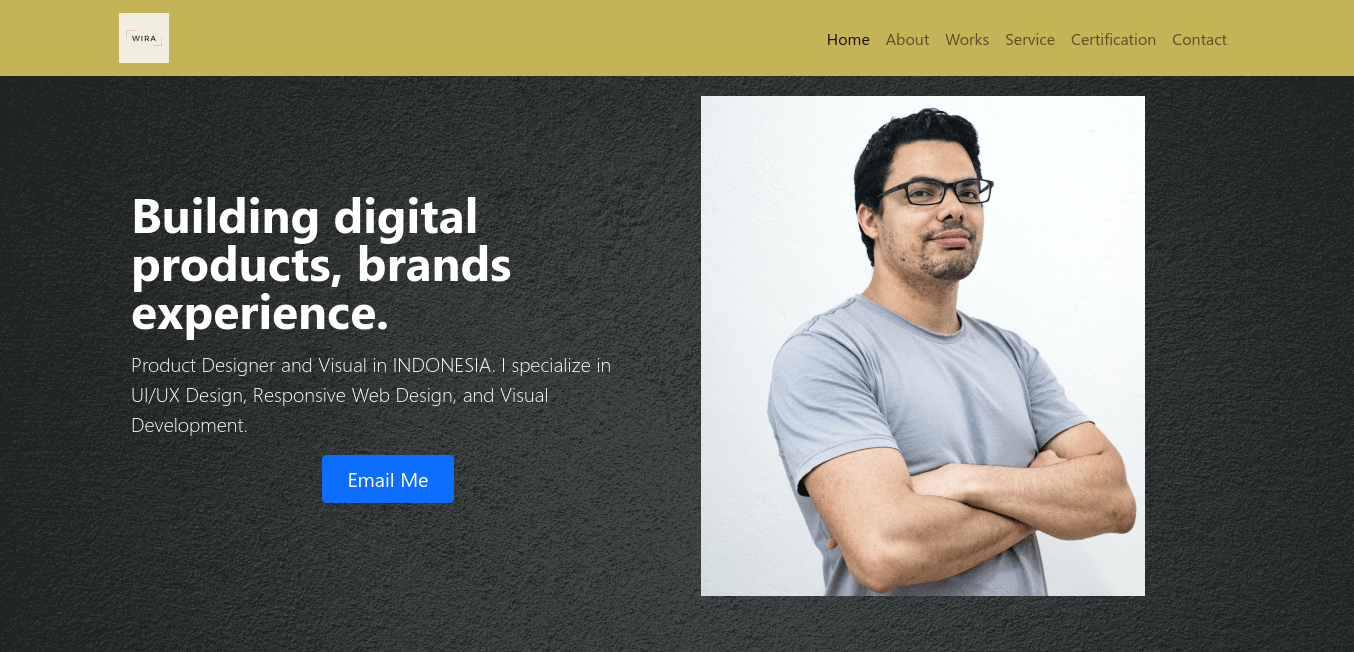 WIRA
Home About Works Service Certification Contact
Building digital
products, brands
experience.
Product Designer and Visual in INDONESIA. I specialize in
UI/UX Design, Responsive Web Design, and Visual
Development.
Email Me